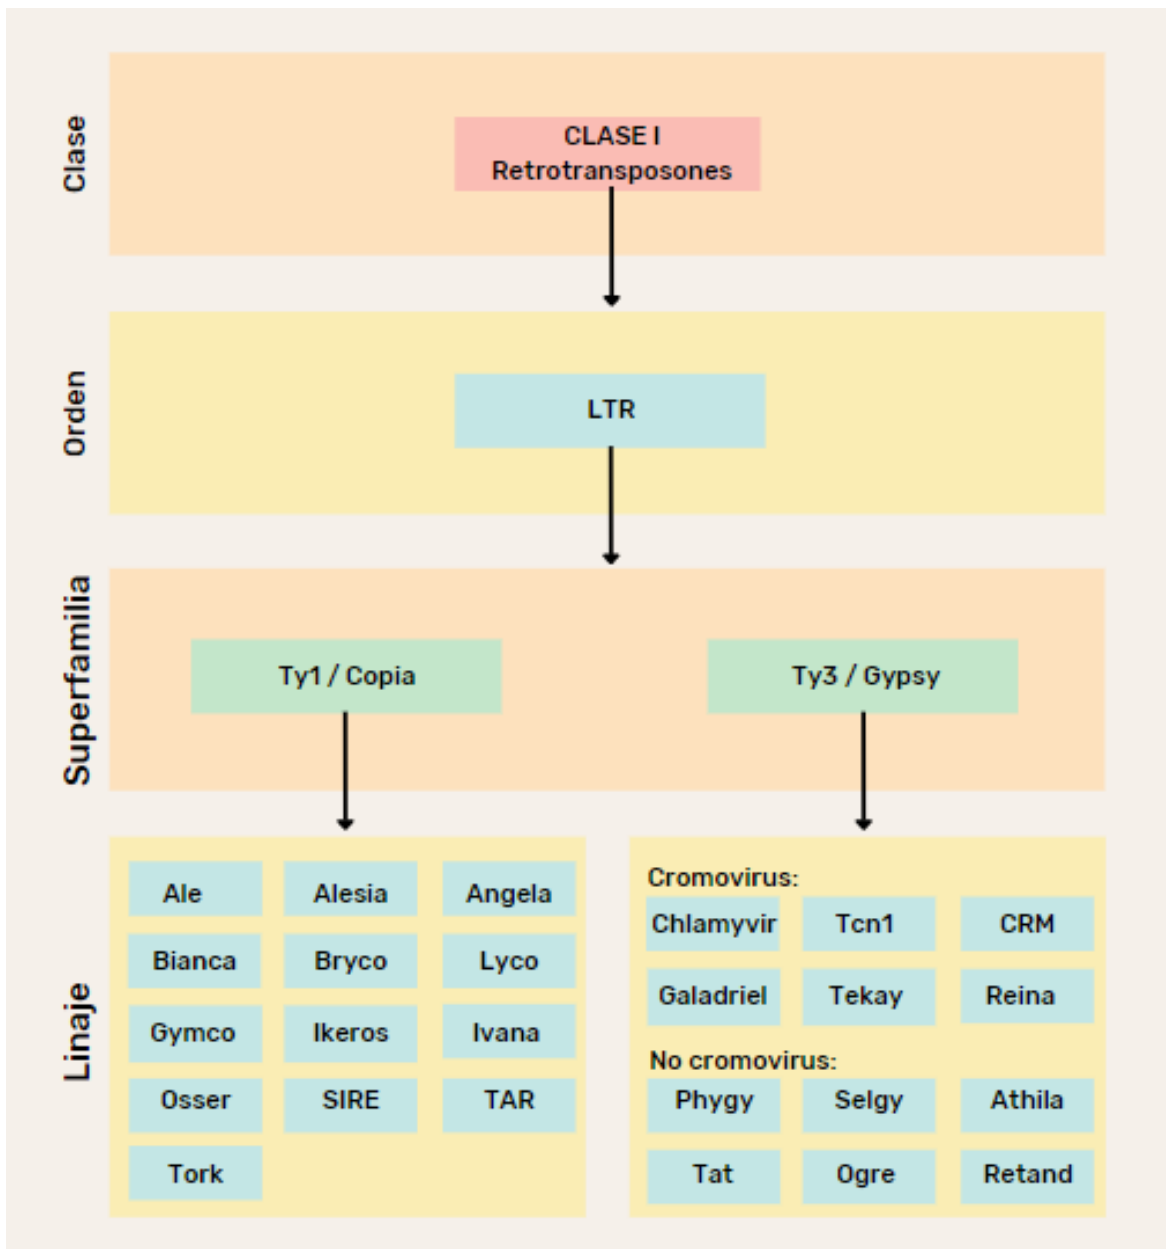 Clase
CLASE I
Retrotransposones
Orden
LTR
Superfamilia
Ty1 / Copia
Ty3 / Gypsy
Linaje
Ale
Alesia
Angela
Bianca
Bryco
Lyco
Gymco
Ikeros
Ivana
Osser
SIRE
TAR
Tork
Cromovirus:
Chlamyvir
Tcn1
CRM
Galadriel
Tekay
Reina
No cromovirus:
Phygy
Selgy
Athila
Tat
Ogre
Retand